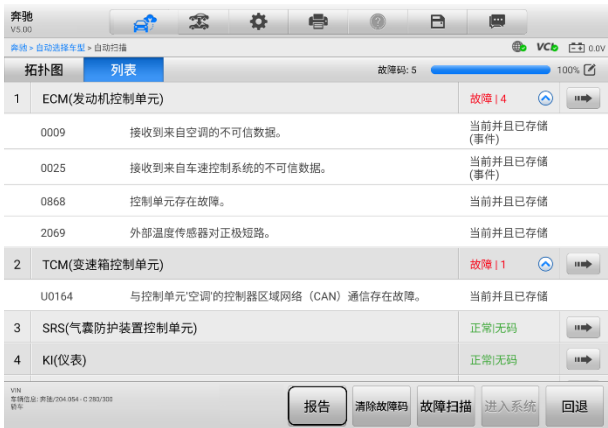 奔驰
V5.00
奔驰 > 自动选择车型 > 自动扫描
VCI 0.0V
拓扑图 列表 故障码: 5 100%
1 ECM(发动机控制单元) 故障 | 4
0009 接收到来自空调的不可信数据。 当前并且已存储
(事件)
0025 接收到来自车速控制系统的不可信数据。 当前并且已存储
(事件)
0868 控制单元存在故障。 当前并且已存储
2069 外部温度传感器对正极短路。 当前并且已存储
2 TCM(变速箱控制单元) 故障 | 1
U0164 与控制单元'空调'的控制器区域网络（CAN）通信存在故障。 当前并且已存储
3 SRS(气囊防护装置控制单元) 正常|无码
4 KI(仪表) 正常|无码
VIN
车辆信息: 奔驰/204.054 - C 280/300
轿车
报告 清除故障码 故障扫描 进入系统 回退